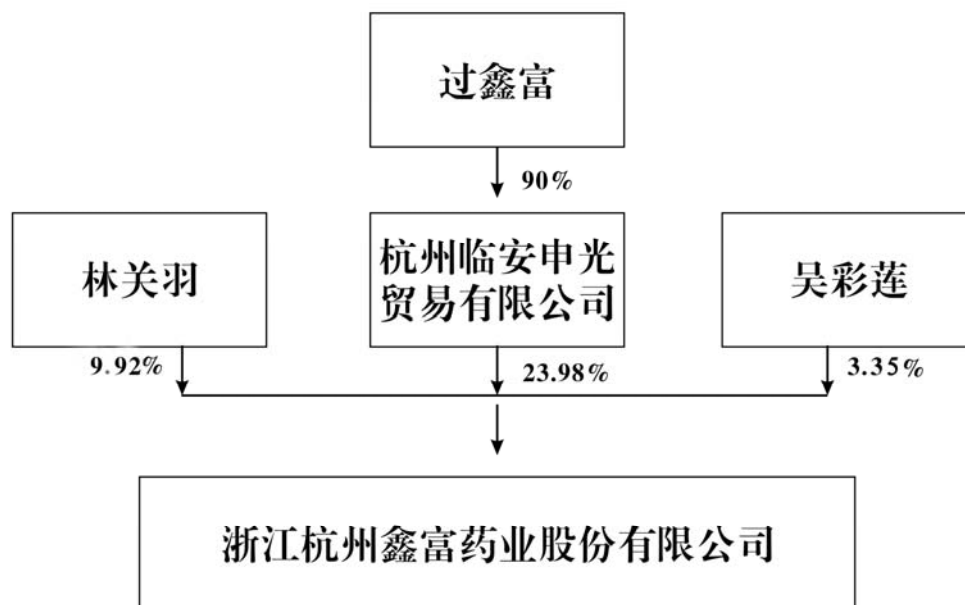 过鑫富
90%
林关羽
杭州临安申光
贸易有限公司
吴彩莲
9.92%
23.98%
3.35%
浙江杭州鑫富药业股份有限公司